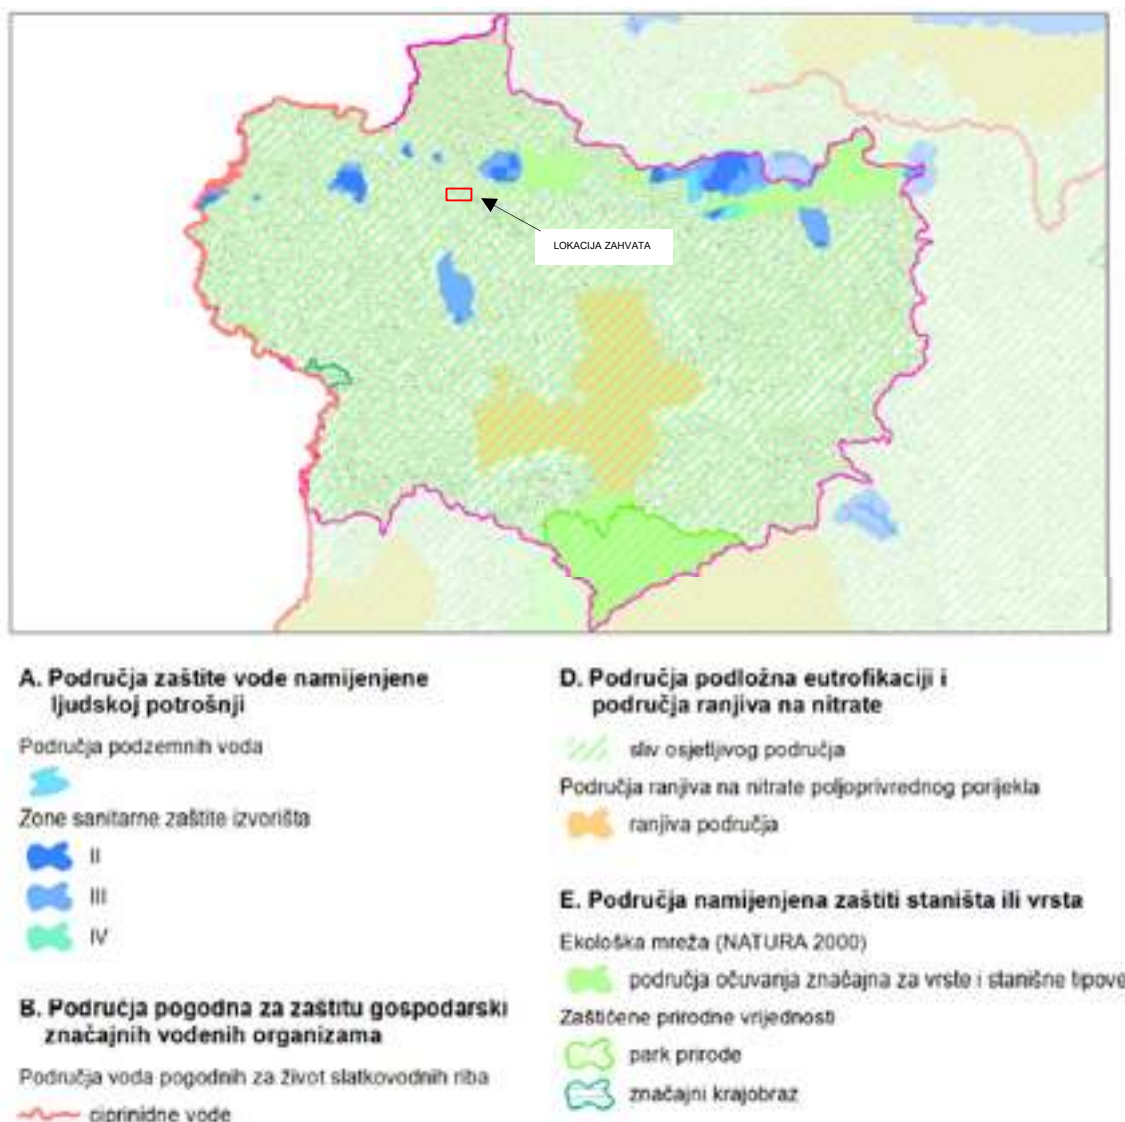 LOKACIJA ZAHVATA
A. Područja zaštite vode namijenjene
ljudskoj potrošnji
Područja podzemnih voda
Zone sanitarne zaštite izvorišta
II
III
IV
B. Područja pogodna za zaštitu gospodarski
značajnih vodenih organizama
Područja voda pogodnih za život slatkovodnih riba
ciprinidne vode
D. Područja podložna eutrofikaciji i
područja ranjiva na nitrate
sliv osjetljivog područja
Područja ranjiva na nitrate poljoprivrednog porijekla
ranjiva područja
E. Područja namijenjena zaštiti staništa ili vrsta
Ekološka mreža (NATURA 2000)
područja očuvanja značajna za vrste i stanišne tipove
Zaštićene prirodne vrijednosti
park prirode
značajni krajobraz